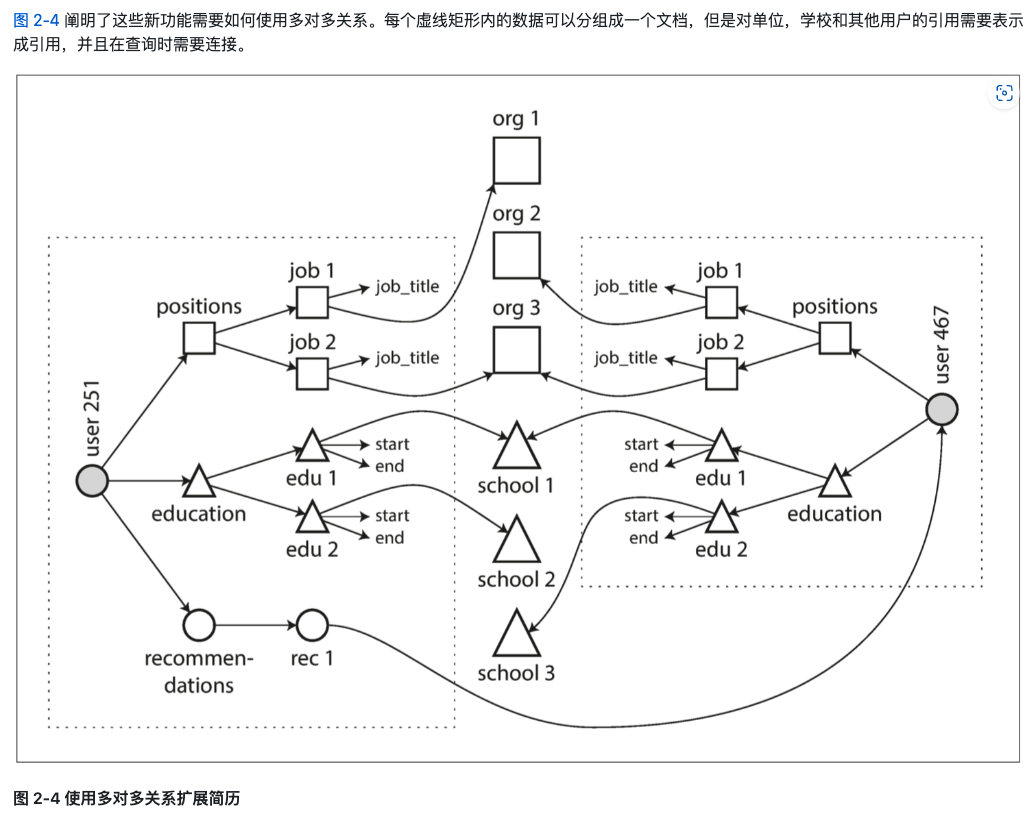 图 2-4 阐明了这些新功能需要如何使用多对多关系。每个虚线矩形内的数据可以分组成一个文档，但是对单位，学校和其他用户的引用需要表示
成引用，并且在查询时需要连接。
org 1
org 2
org 3
job 1
job_title
positions
job 2
job_title
user 251
edu 1
start
end
education
edu 2
start
end
recommen-
dations
rec 1
school 1
school 2
school 3
job 1
job_title
positions
job 2
job_title
user 467
edu 1
start
end
education
edu 2
start
end
图 2-4 使用多对多关系扩展简历